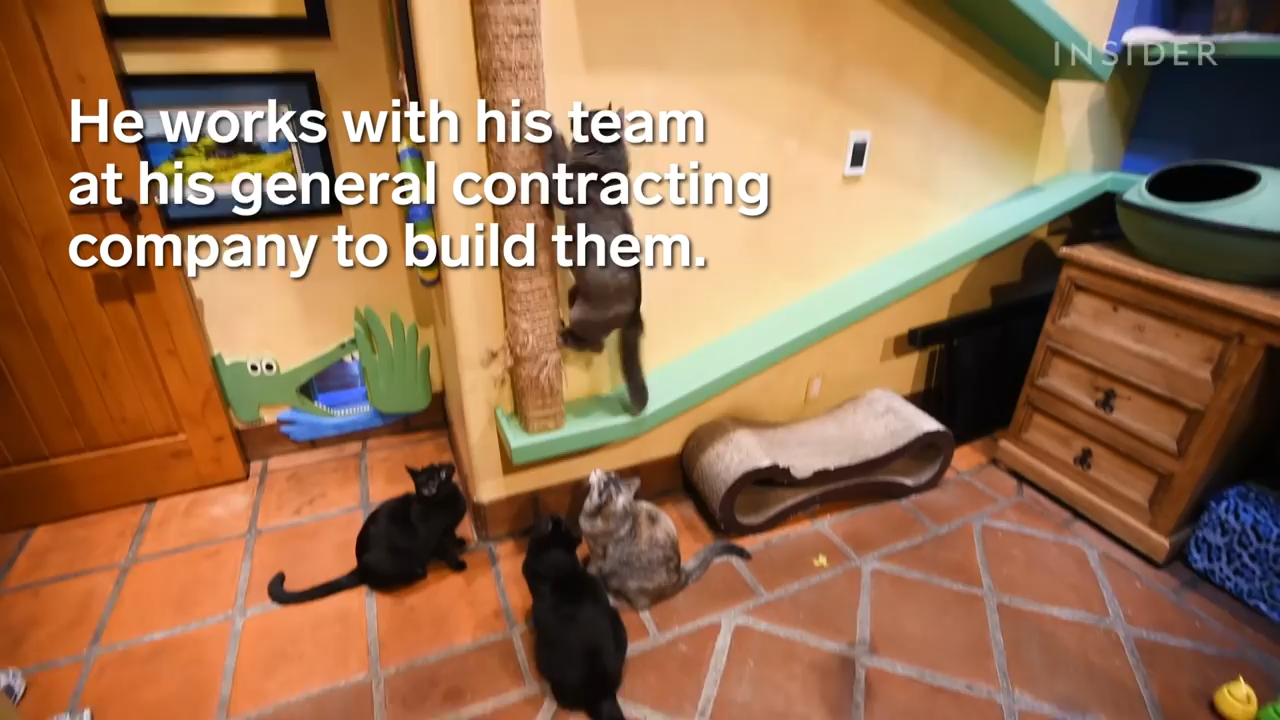 INSIDER
He works with his team
at his general contracting
company to build them.